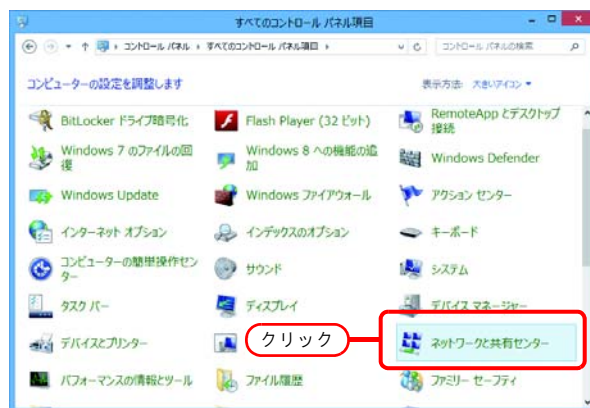 すべてのコントロール パネル項目
コントロール パネル
すべてのコントロール パネル項目
コントロール パネルの検索
コンピューターの設定を調整します
表示方法:
大きいアイコン
BitLocker ドライブ暗号化
Flash Player (32 ビット)
RemoteApp とデスクトップ
接続
Windows 7 のファイルの回
復
Windows 8 への機能の追
加
Windows Defender
Windows Update
Windows ファイアウォール
アクション センター
インターネット オプション
インデックスのオプション
キーボード
コンピューターの簡単操作セン
ター
サウンド
システム
タスク バー
ディスプレイ
デバイス マネージャー
デバイスとプリンター
クリック
ネットワークと共有センター
パフォーマンスの情報とツール
ファイル履歴
ファミリー セーフティ